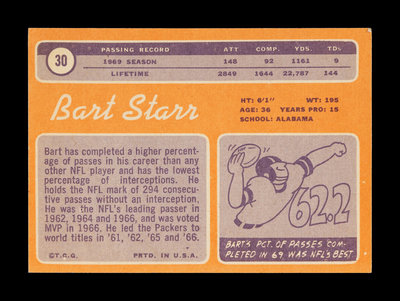 30
PASSING RECORD ATT COMP. YDS. TDs
1969 SEASON 148 92 1161 9
LIFETIME 2849 1644 22,787 144
Bart Starr
HT: 6'1" WT: 195
AGE: 36 YEARS PRO: 15
SCHOOL: ALABAMA
Bart has completed a higher percent-
age of passes in his career than any
other NFL player and has the lowest
percentage of interceptions. He
holds the NFL mark of 294 consecu-
tive passes without an interception.
He was the NFL's leading passer in
1962, 1964 and 1966, and was voted
MVP in 1966. He led the Packers to
world titles in '61, '62, '65 and '66.
©T.C.G. PRTD. IN U.S.A.
62.2
BART'S PCT. OF PASSES COM-
PLETED IN 69 WAS NFL'S BEST.